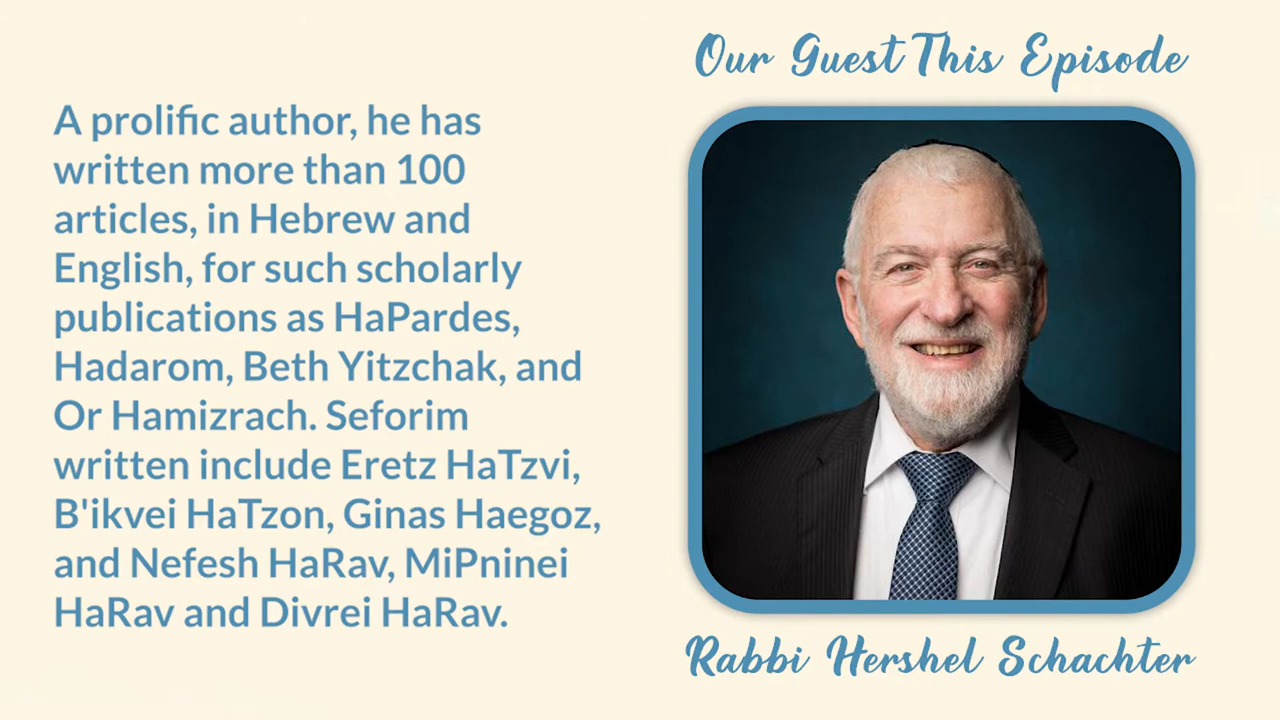 Our Guest This Episode
A prolific author, he has
written more than 100
articles, in Hebrew and
English, for such scholarly
publications as HaPardes,
Hadarom, Beth Yitzchak, and
Or Hamizrach. Seforim
written include Eretz HaTzvi,
B'ikvei HaTzon, Ginas Haegoz,
and Nefesh HaRav, MiPninei
HaRav and Divrei HaRav.
Rabbi Hershel Schachter